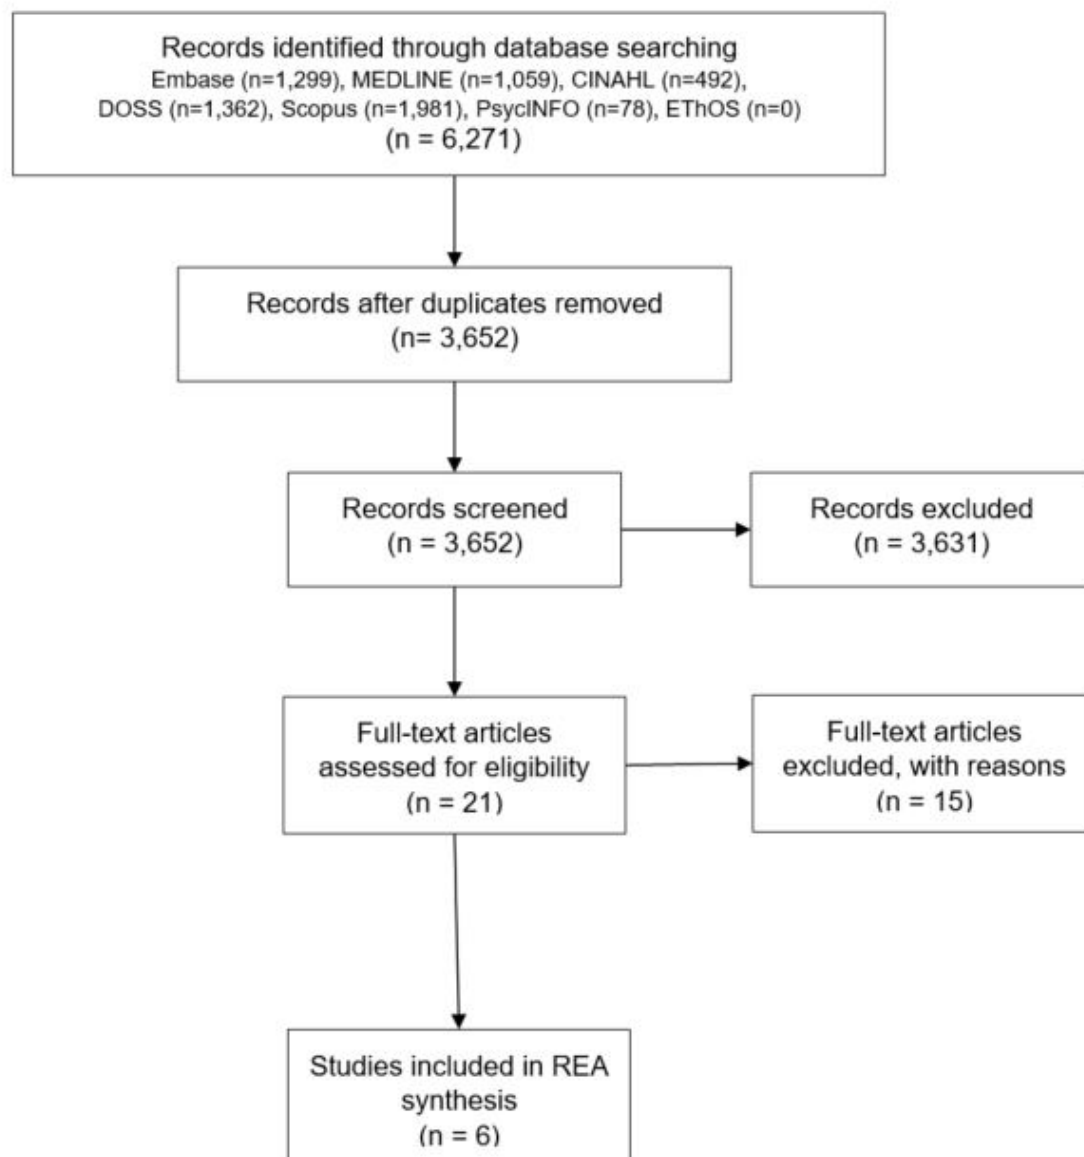 Records identified through database searching
Embase (n=1,299), MEDLINE (n=1,059), CINAHL (n=492),
DOSS (n=1,362), Scopus (n=1,981), PsycINFO (n=78), EThOS (n=0)
(n = 6,271)
Records after duplicates removed
(n= 3,652)
Records screened
(n = 3,652)
Records excluded
(n = 3,631)
Full-text articles
assessed for eligibility
(n = 21)
Full-text articles
excluded, with reasons
(n = 15)
Studies included in REA
synthesis
(n = 6)